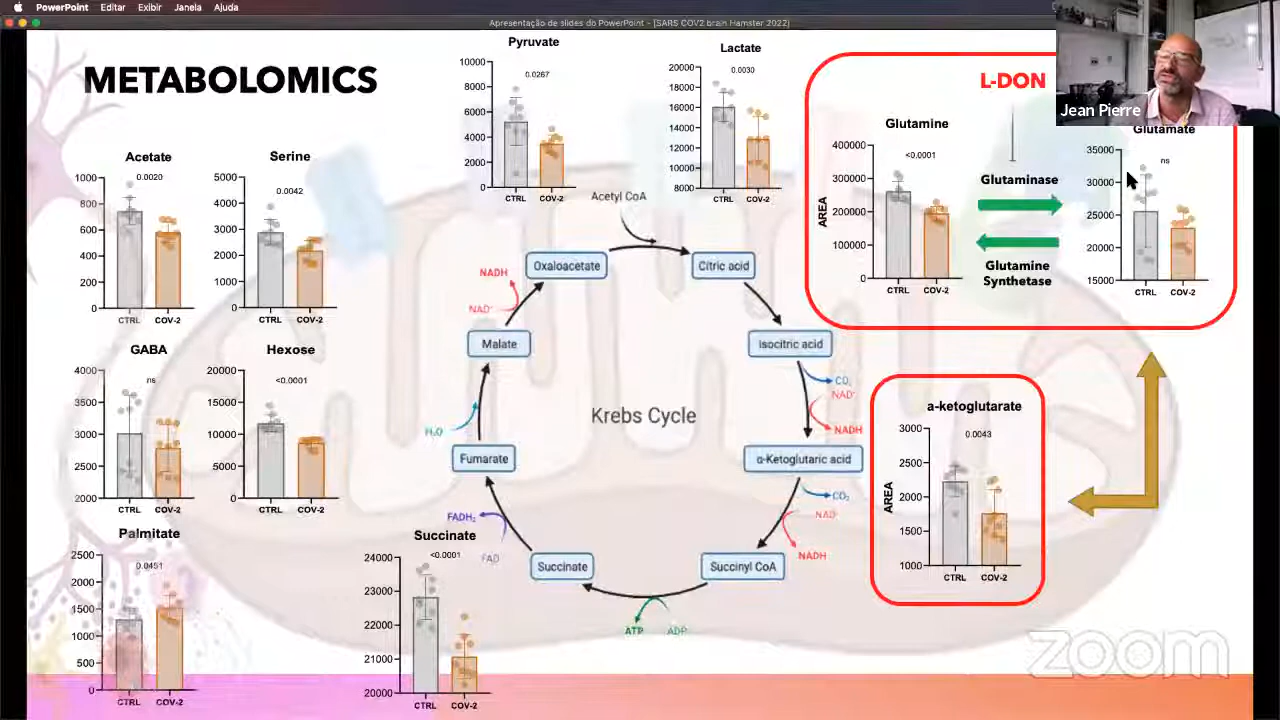 PowerPoint Editar Exibir Janela Ajuda
Apresentação de slides do PowerPoint - [SARS COV2 brain Hamster 2022]
METABOLOMICS
Pyruvate
10000
8000
6000
4000
2000
0
0.0267
CTRL COV-2
Lactate
20000
18000
16000
14000
12000
10000
8000
0.0030
CTRL COV-2
L-DON
Jean Pierre
Glutamine
AREA
400000
300000
200000
100000
0
<0.0001
CTRL COV-2
Glutaminase
Glutamine
Synthetase
Glutamate
35000
30000
25000
20000
15000
ns
CTRL COV-2
Acetate
1000
800
600
400
200
0
0.0020
CTRL COV-2
Serine
5000
4000
3000
2000
1000
0
0.0042
CTRL COV-2
GABA
4000
3500
3000
2500
2000
ns
CTRL COV-2
Hexose
20000
15000
10000
5000
0
<0.0001
CTRL COV-2
Palmitate
2500
2000
1500
1000
500
0
0.0451
CTRL COV-2
Succinate
24000
23000
22000
21000
20000
<0.0001
CTRL COV-2
Acetyl CoA
Oxaloacetate
Citric acid
NADH
NAD⁺
Malate
Isocitric acid
CO₂
NAD⁺
NADH
Krebs Cycle
H₂O
Fumarate
α-Ketoglutaric acid
CO₂
NAD⁺
NADH
FADH₂
FAD
Succinate
Succinyl CoA
ATP ADP
a-ketoglutarate
AREA
3000
2500
2000
1500
1000
0.0043
CTRL COV-2
zoom